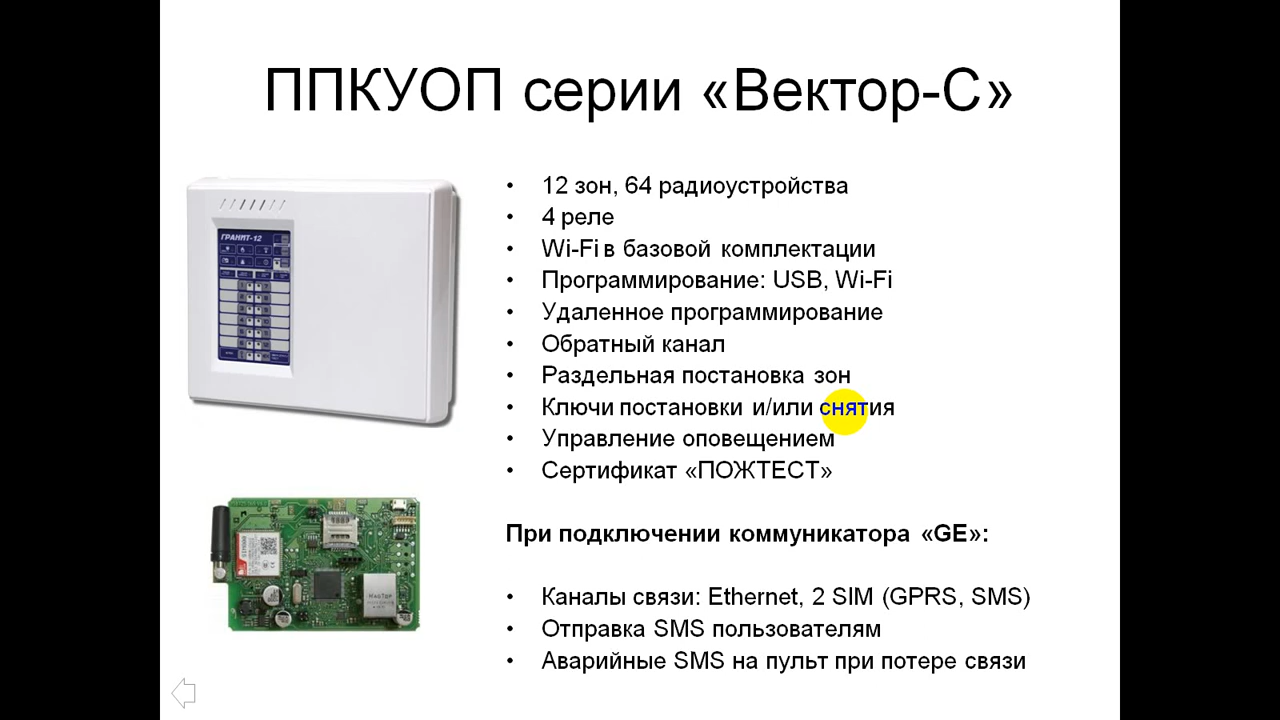 ППКУОП серии «Вектор-С»
ГРАНИТ-12
• 12 зон, 64 радиоустройства
• 4 реле
• Wi-Fi в базовой комплектации
• Программирование: USB, Wi-Fi
• Удаленное программирование
• Обратный канал
• Раздельная постановка зон
• Ключи постановки и/или снятия
• Управление оповещением
• Сертификат «ПОЖТЕСТ»
При подключении коммуникатора «GE»:
• Каналы связи: Ethernet, 2 SIM (GPRS, SMS)
• Отправка SMS пользователям
• Аварийные SMS на пульт при потере связи